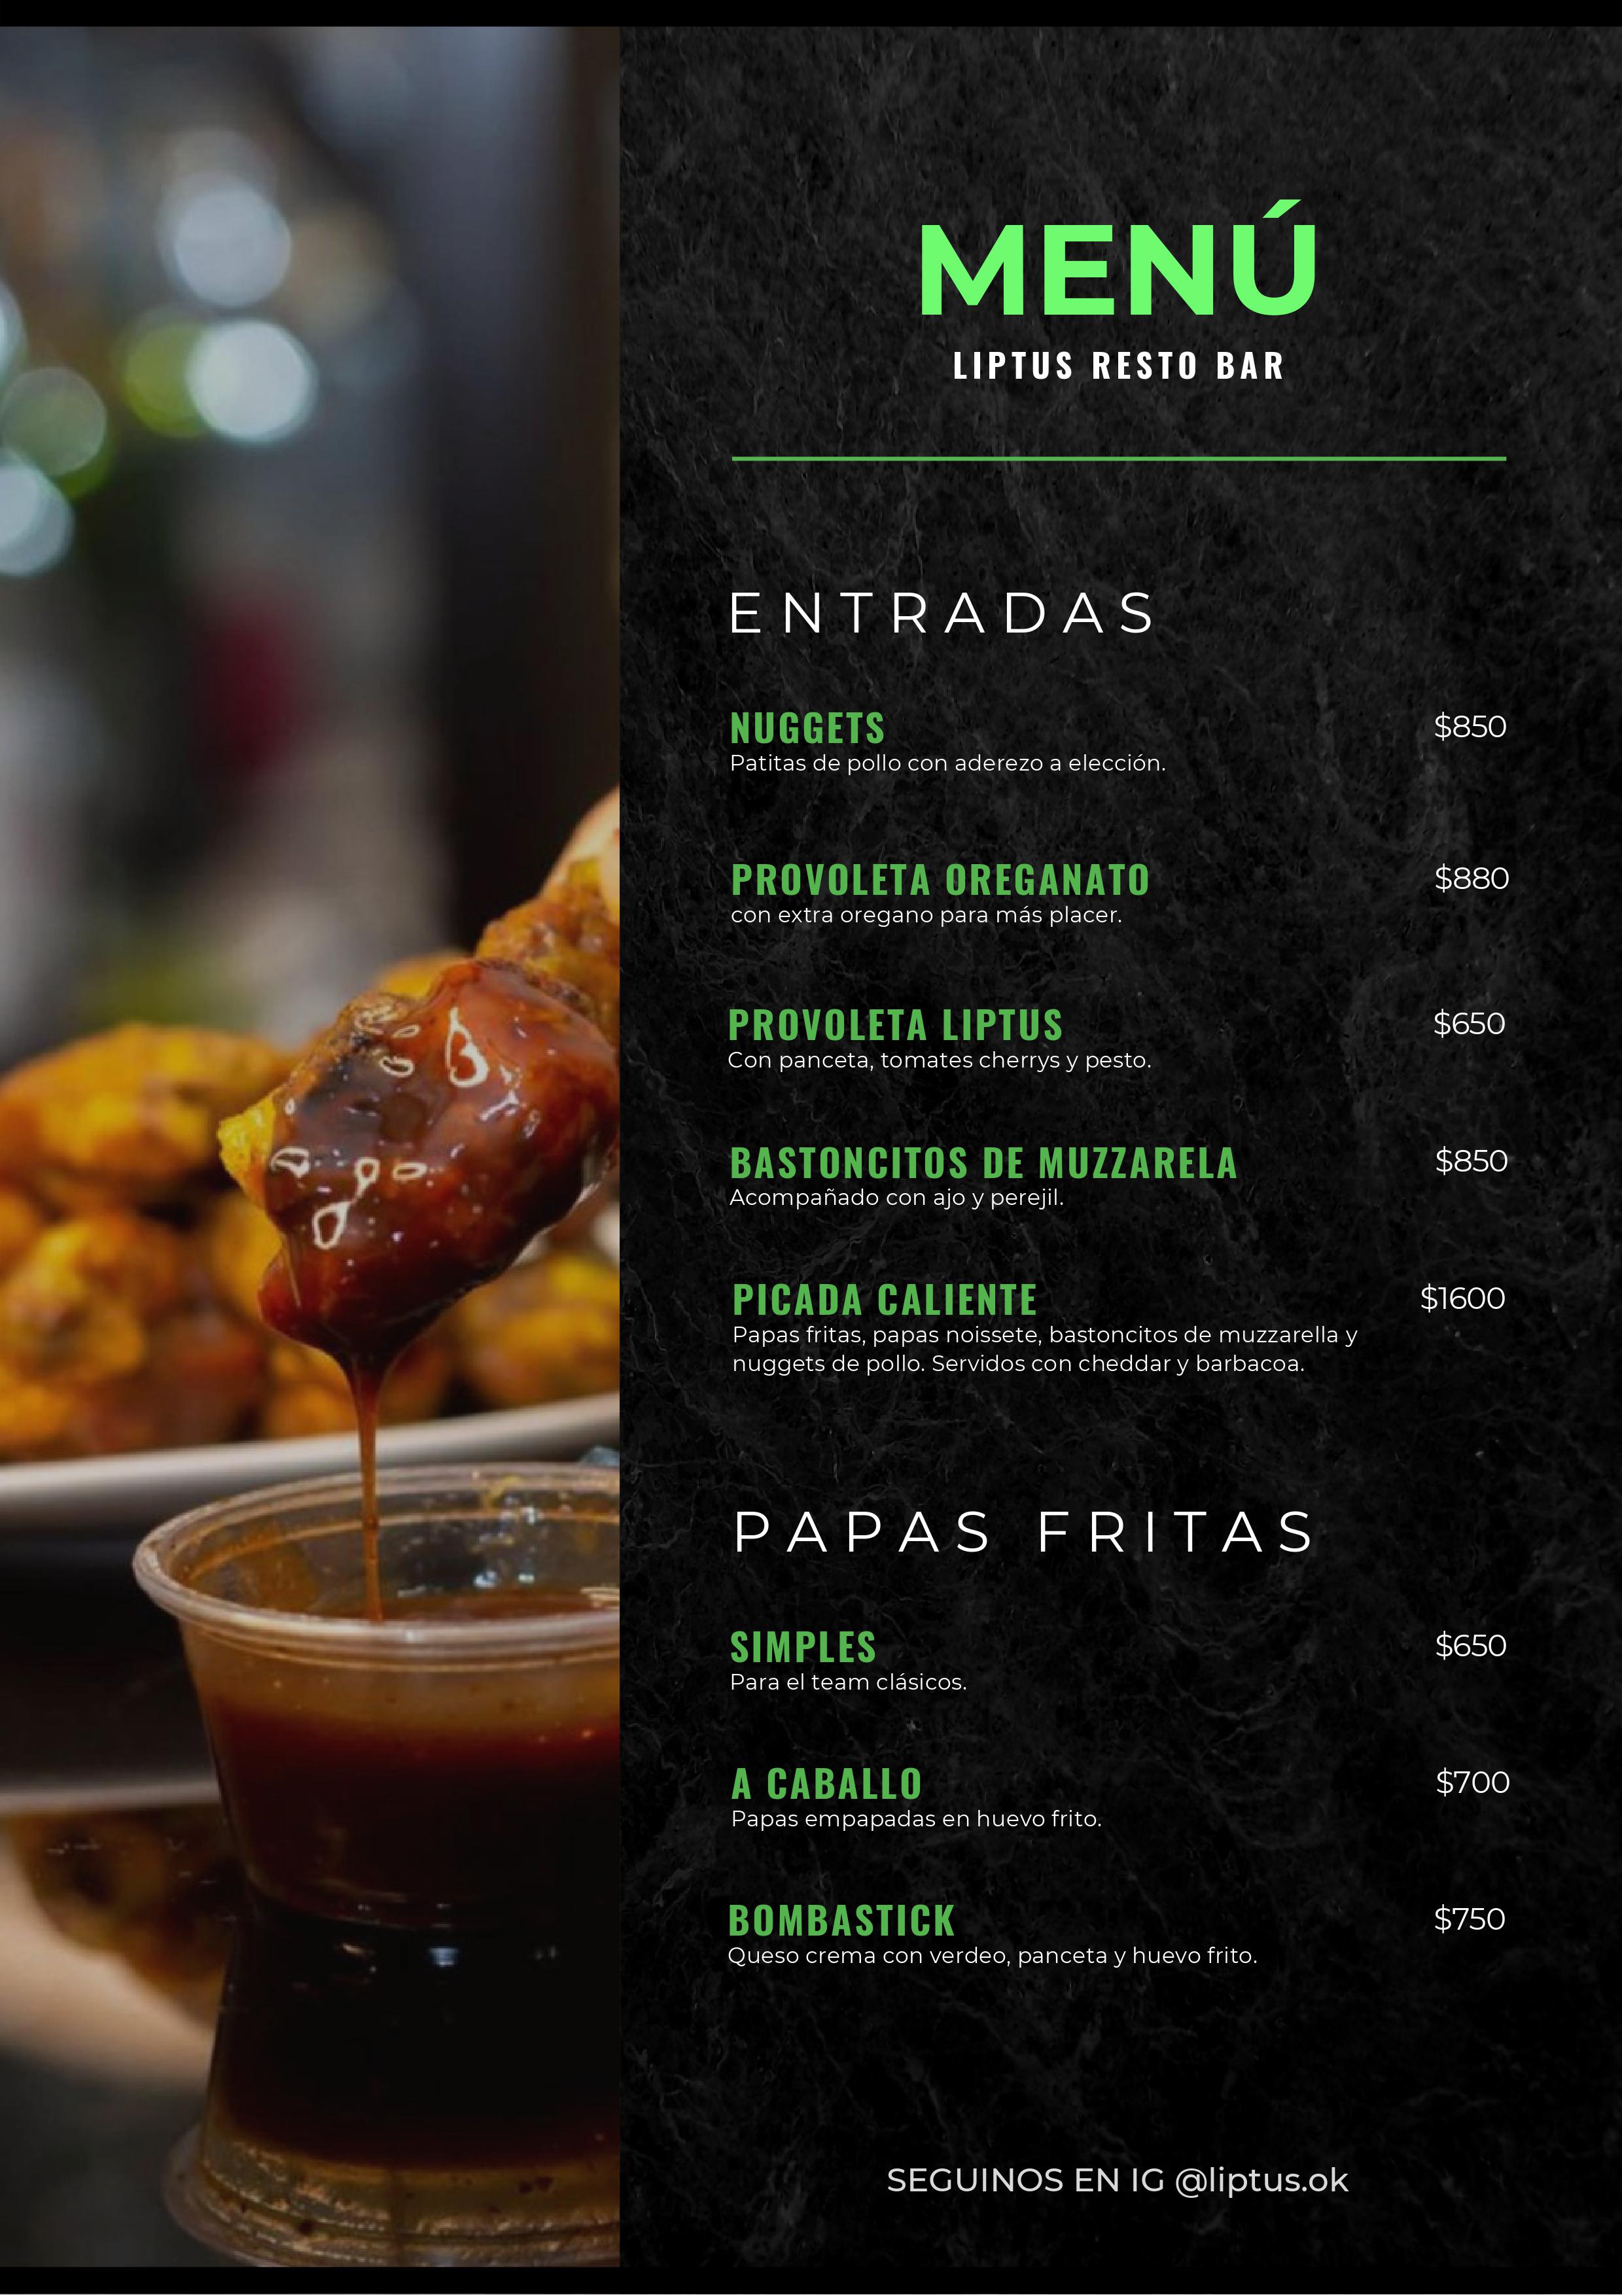 MENÚ
LIPTUS RESTO BAR
ENTRADAS
NUGGETS $850
Patitas de pollo con aderezo a elección.
PROVOLETA OREGANATO $880
con extra oregano para más placer.
PROVOLETA LIPTUS $650
Con panceta, tomates cherrys y pesto.
BASTONCITOS DE MUZZARELA $850
Acompañado con ajo y perejil.
PICADA CALIENTE $1600
Papas fritas, papas noissete, bastoncitos de muzzarella y
nuggets de pollo. Servidos con cheddar y barbacoa.
PAPAS FRITAS
SIMPLES $650
Para el team clásicos.
A CABALLO $700
Papas empapadas en huevo frito.
BOMBASTICK $750
Queso crema con verdeo, panceta y huevo frito.
SEGUINOS EN IG @liptus.ok